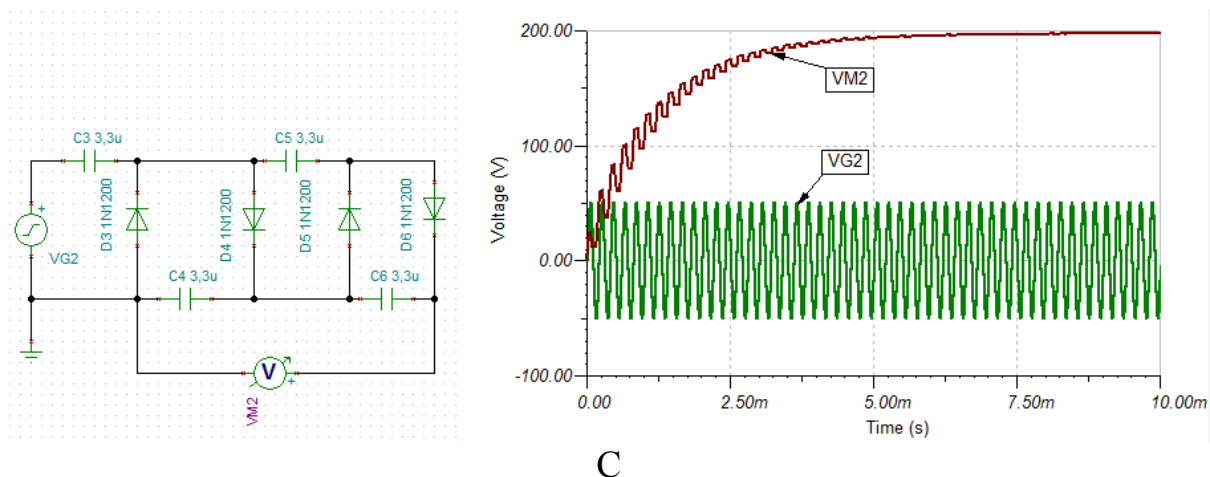 C3 3,3u
C5 3,3u
D3 1N1200
D4 1N1200
D5 1N1200
D6 1N1200
+
VG2
C4 3,3u
C6 3,3u
V
+
VM2
200.00
100.00
0.00
-100.00
Voltage (V)
VM2
VG2
0.00 2.50m 5.00m 7.50m 10.00m
Time (s)
C